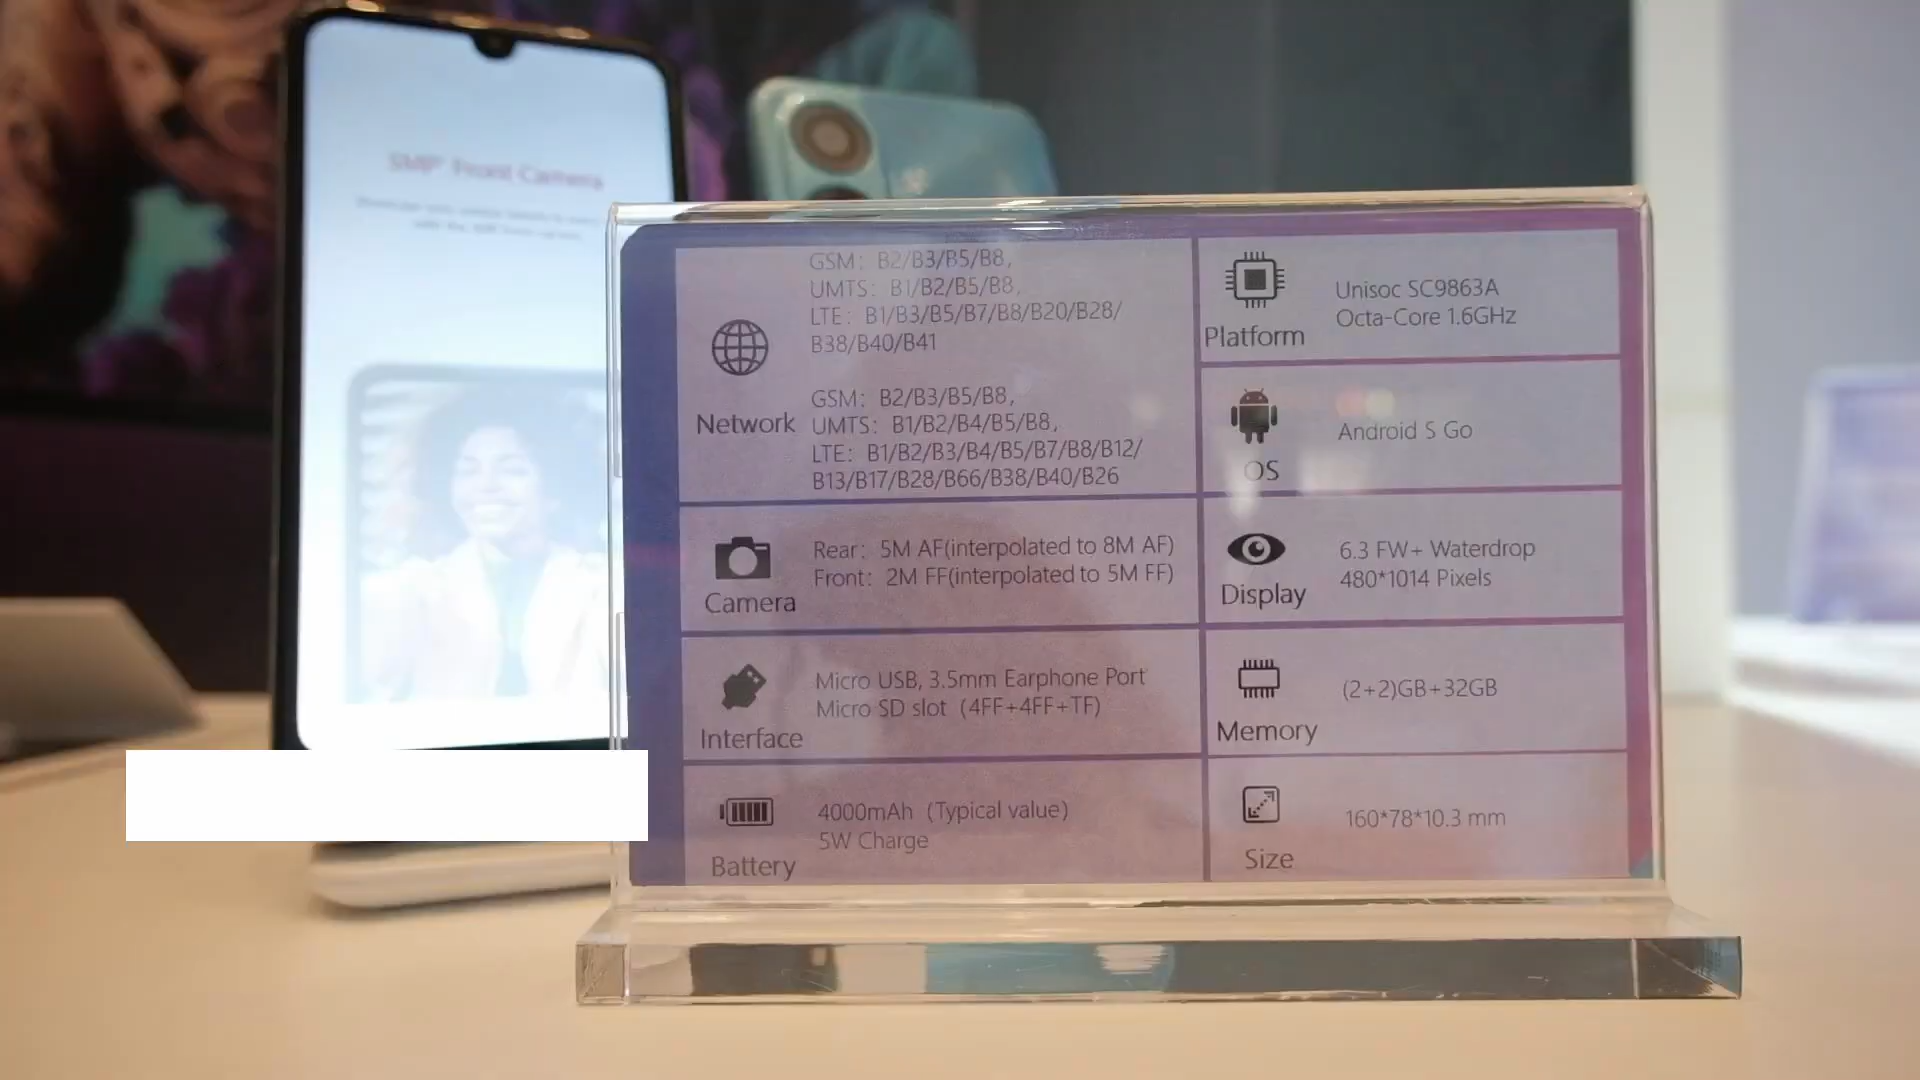 5MP Front Camera
GSM: B2/B3/B5/B8,
UMTS: B1/B2/B5/B8,
LTE: B1/B3/B5/B7/B8/B20/B28/
B38/B40/B41
GSM: B2/B3/B5/B8,
UMTS: B1/B2/B4/B5/B8,
LTE: B1/B2/B3/B4/B5/B7/B8/B12/
B13/B17/B28/B66/B38/B40/B26
Network
Rear: 5M AF(interpolated to 8M AF)
Front: 2M FF(interpolated to 5M FF)
Camera
Micro USB, 3.5mm Earphone Port
Micro SD slot (4FF+4FF+TF)
Interface
4000mAh (Typical value)
5W Charge
Battery
Unisoc SC9863A
Octa-Core 1.6GHz
Platform
Android S Go
OS
6.3 FW+ Waterdrop
480*1014 Pixels
Display
(2+2)GB+32GB
Memory
160*78*10.3 mm
Size